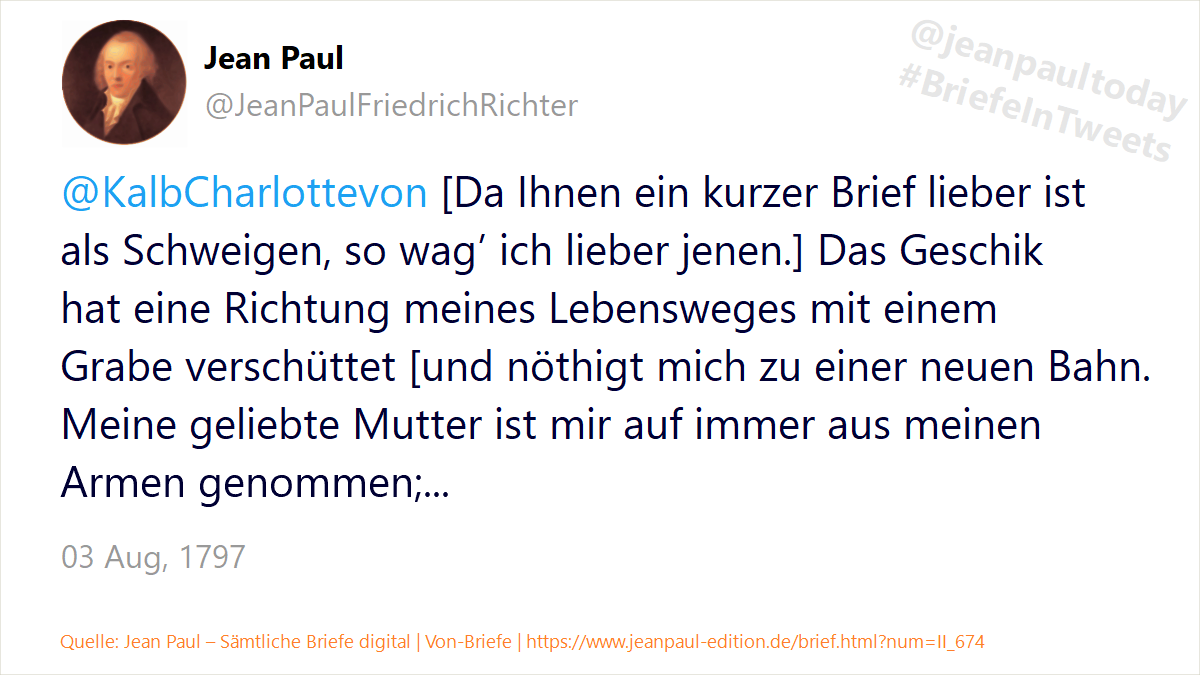 Jean Paul
@JeanPaulFriedrichRichter
@jeanpaultoday
#BriefeInTweets
@KalbCharlottevon [Da Ihnen ein kurzer Brief lieber ist
als Schweigen, so wag’ ich lieber jenen.] Das Geschik
hat eine Richtung meines Lebensweges mit einem
Grabe verschüttet [und nöthigt mich zu einer neuen Bahn.
Meine geliebte Mutter ist mir auf immer aus meinen
Armen genommen;...
03 Aug, 1797
Quelle: Jean Paul – Sämtliche Briefe digital | Von-Briefe | https://www.jeanpaul-edition.de/brief.html?num=II_674